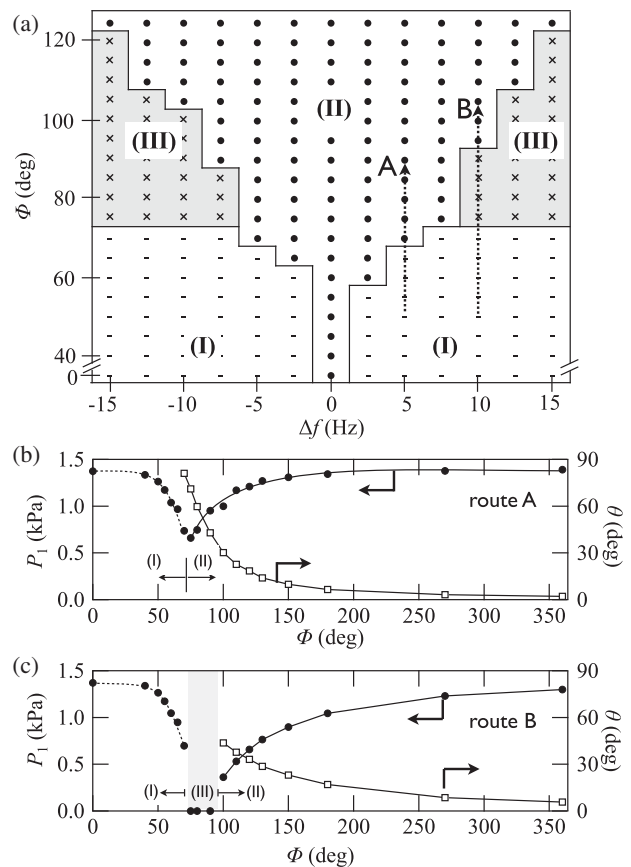 (a)
120
100
80
60
40
0
Φ (deg)
(III)
(II)
(III)
A
B
(I)
(I)
-15
-10
-5
0
5
10
15
Δf (Hz)
(b)
1.5
1.0
0.5
0.0
P1 (kPa)
90
60
30
0
θ (deg)
route A
(I)
(II)
0
50
100
150
200
250
300
350
Φ (deg)
(c)
1.5
1.0
0.5
0.0
P1 (kPa)
90
60
30
0
θ (deg)
route B
(I)
(III)
(II)
0
50
100
150
200
250
300
350
Φ (deg)